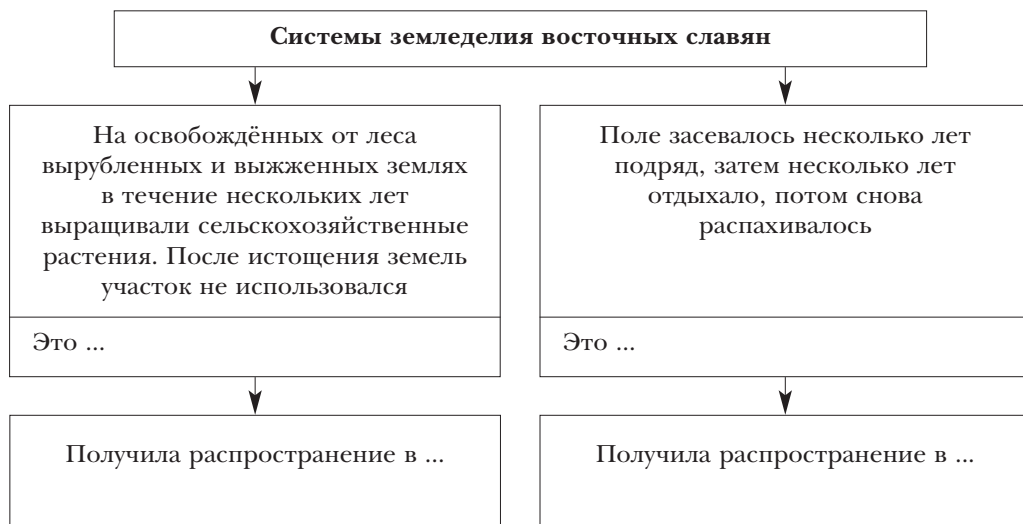 Системы земледелия восточных славян
На освобождённых от леса
вырубленных и выжженных землях
в течение нескольких лет
выращивали сельскохозяйственные
растения. После истощения земель
участок не использовался
Это ...
Получила распространение в ...
Поле засевалось несколько лет
подряд, затем несколько лет
отдыхало, потом снова
распахивалось
Это ...
Получила распространение в ...